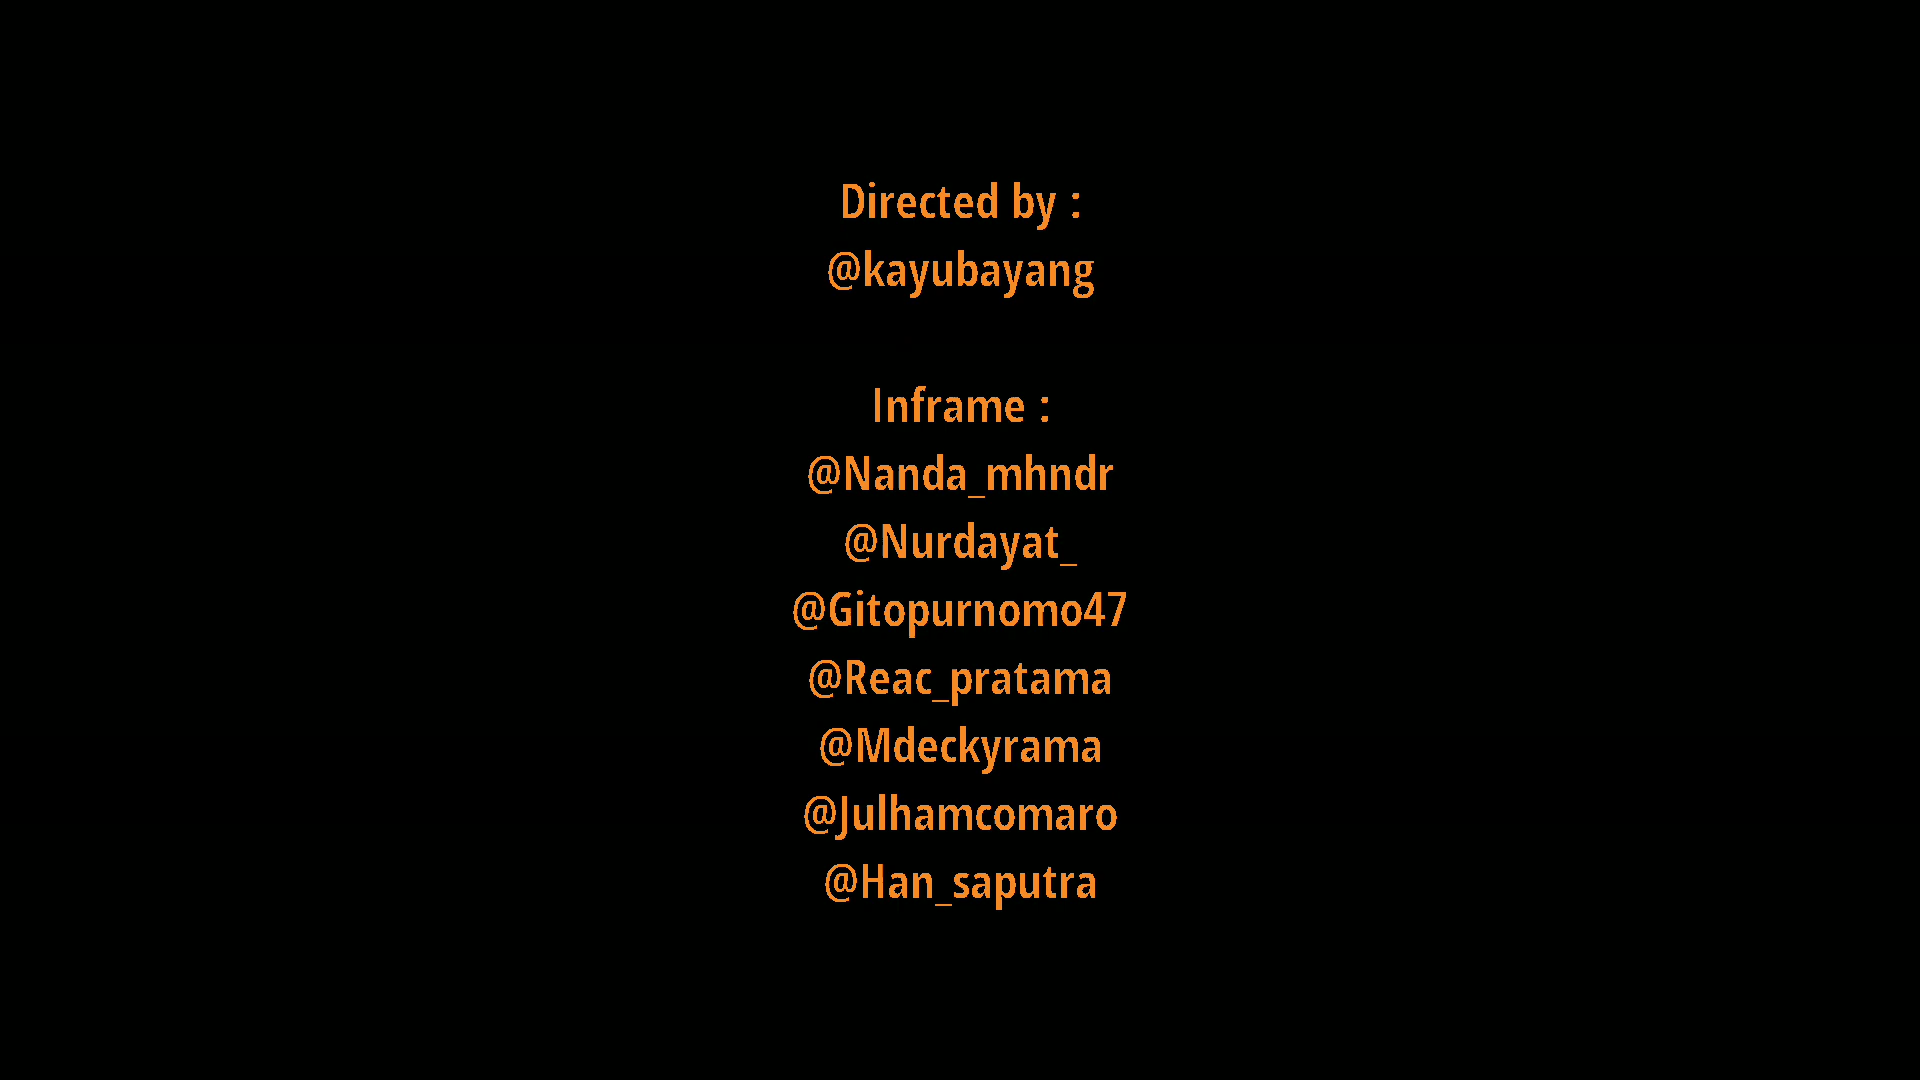 Directed by :
@kayubayang
Inframe :
@Nanda_mhndr
@Nurdayat_
@Gitopurnomo47
@Reac_pratama
@Mdeckyrama
@Julhamcomaro
@Han_saputra